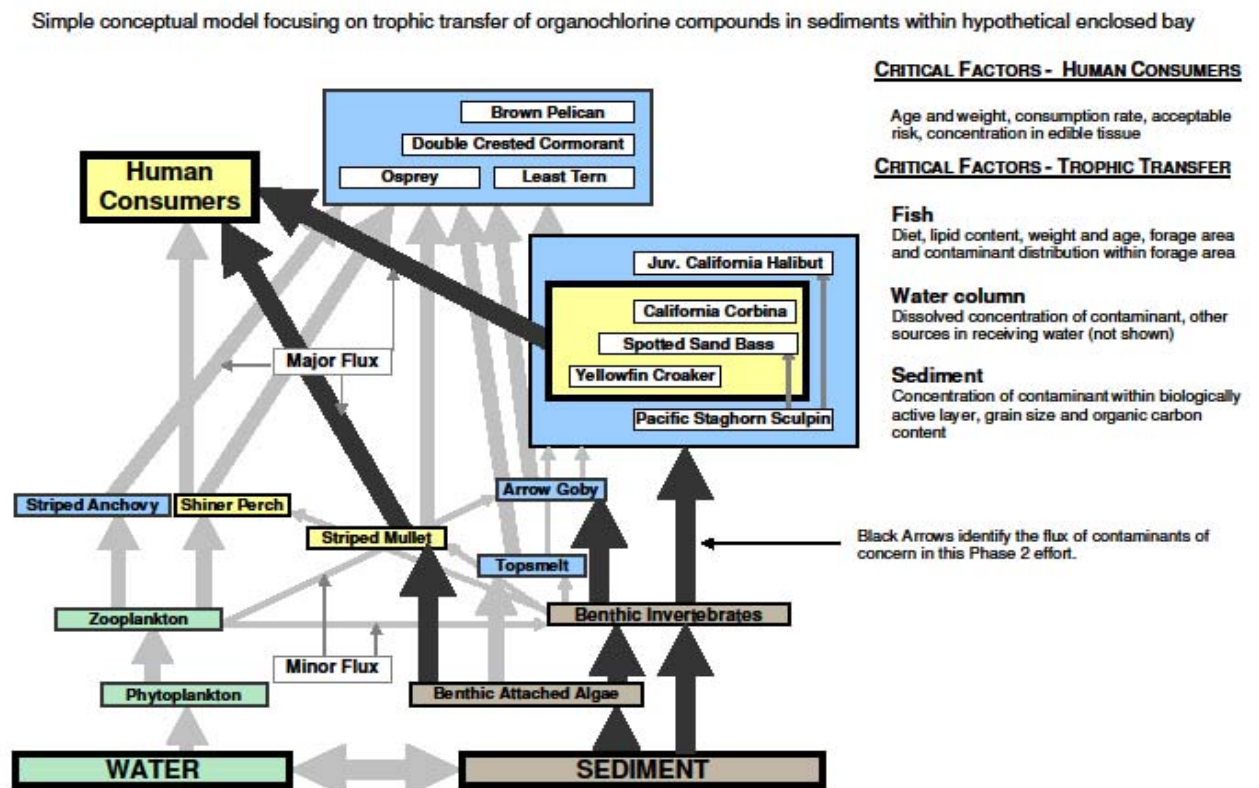 Simple conceptual model focusing on trophic transfer of organochlorine compounds in sediments within hypothetical enclosed bay
CRITICAL FACTORS - HUMAN CONSUMERS
Age and weight, consumption rate, acceptable
risk, concentration in edible tissue
CRITICAL FACTORS - TROPHIC TRANSFER
Fish
Diet, lipid content, weight and age, forage area
and contaminant distribution within forage area
Water column
Dissolved concentration of contaminant, other
sources in receiving water (not shown)
Sediment
Concentration of contaminant within biologically
active layer, grain size and organic carbon
content
Brown Pelican
Double Crested Cormorant
Osprey
Least Tern
Human
Consumers
Juv. California Halibut
California Corbina
Spotted Sand Bass
Yellowfin Croaker
Pacific Staghorn Sculpin
Major Flux
Striped Anchovy
Shiner Perch
Arrow Goby
Striped Mullet
Topsmelt
Black Arrows identify the flux of contaminants of
concern in this Phase 2 effort.
Zooplankton
Benthic Invertebrates
Minor Flux
Phytoplankton
Benthic Attached Algae
WATER
SEDIMENT